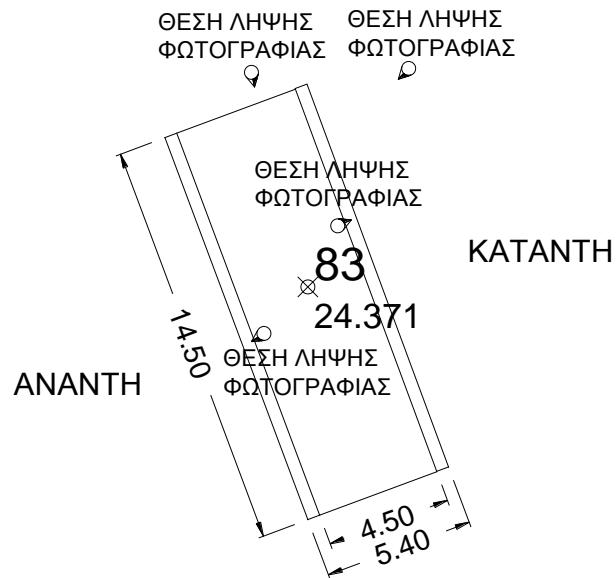 ΘΕΣΗ ΛΗΨΗΣ
ΦΩΤΟΓΡΑΦΙΑΣ
ΘΕΣΗ ΛΗΨΗΣ
ΦΩΤΟΓΡΑΦΙΑΣ
ΘΕΣΗ ΛΗΨΗΣ
ΦΩΤΟΓΡΑΦΙΑΣ
ΚΑΤΑΝΤΗ
83
24.371
14.50
ΘΕΣΗ ΛΗΨΗΣ
ΦΩΤΟΓΡΑΦΙΑΣ
ΑΝΑΝΤΗ
4.50
5.40